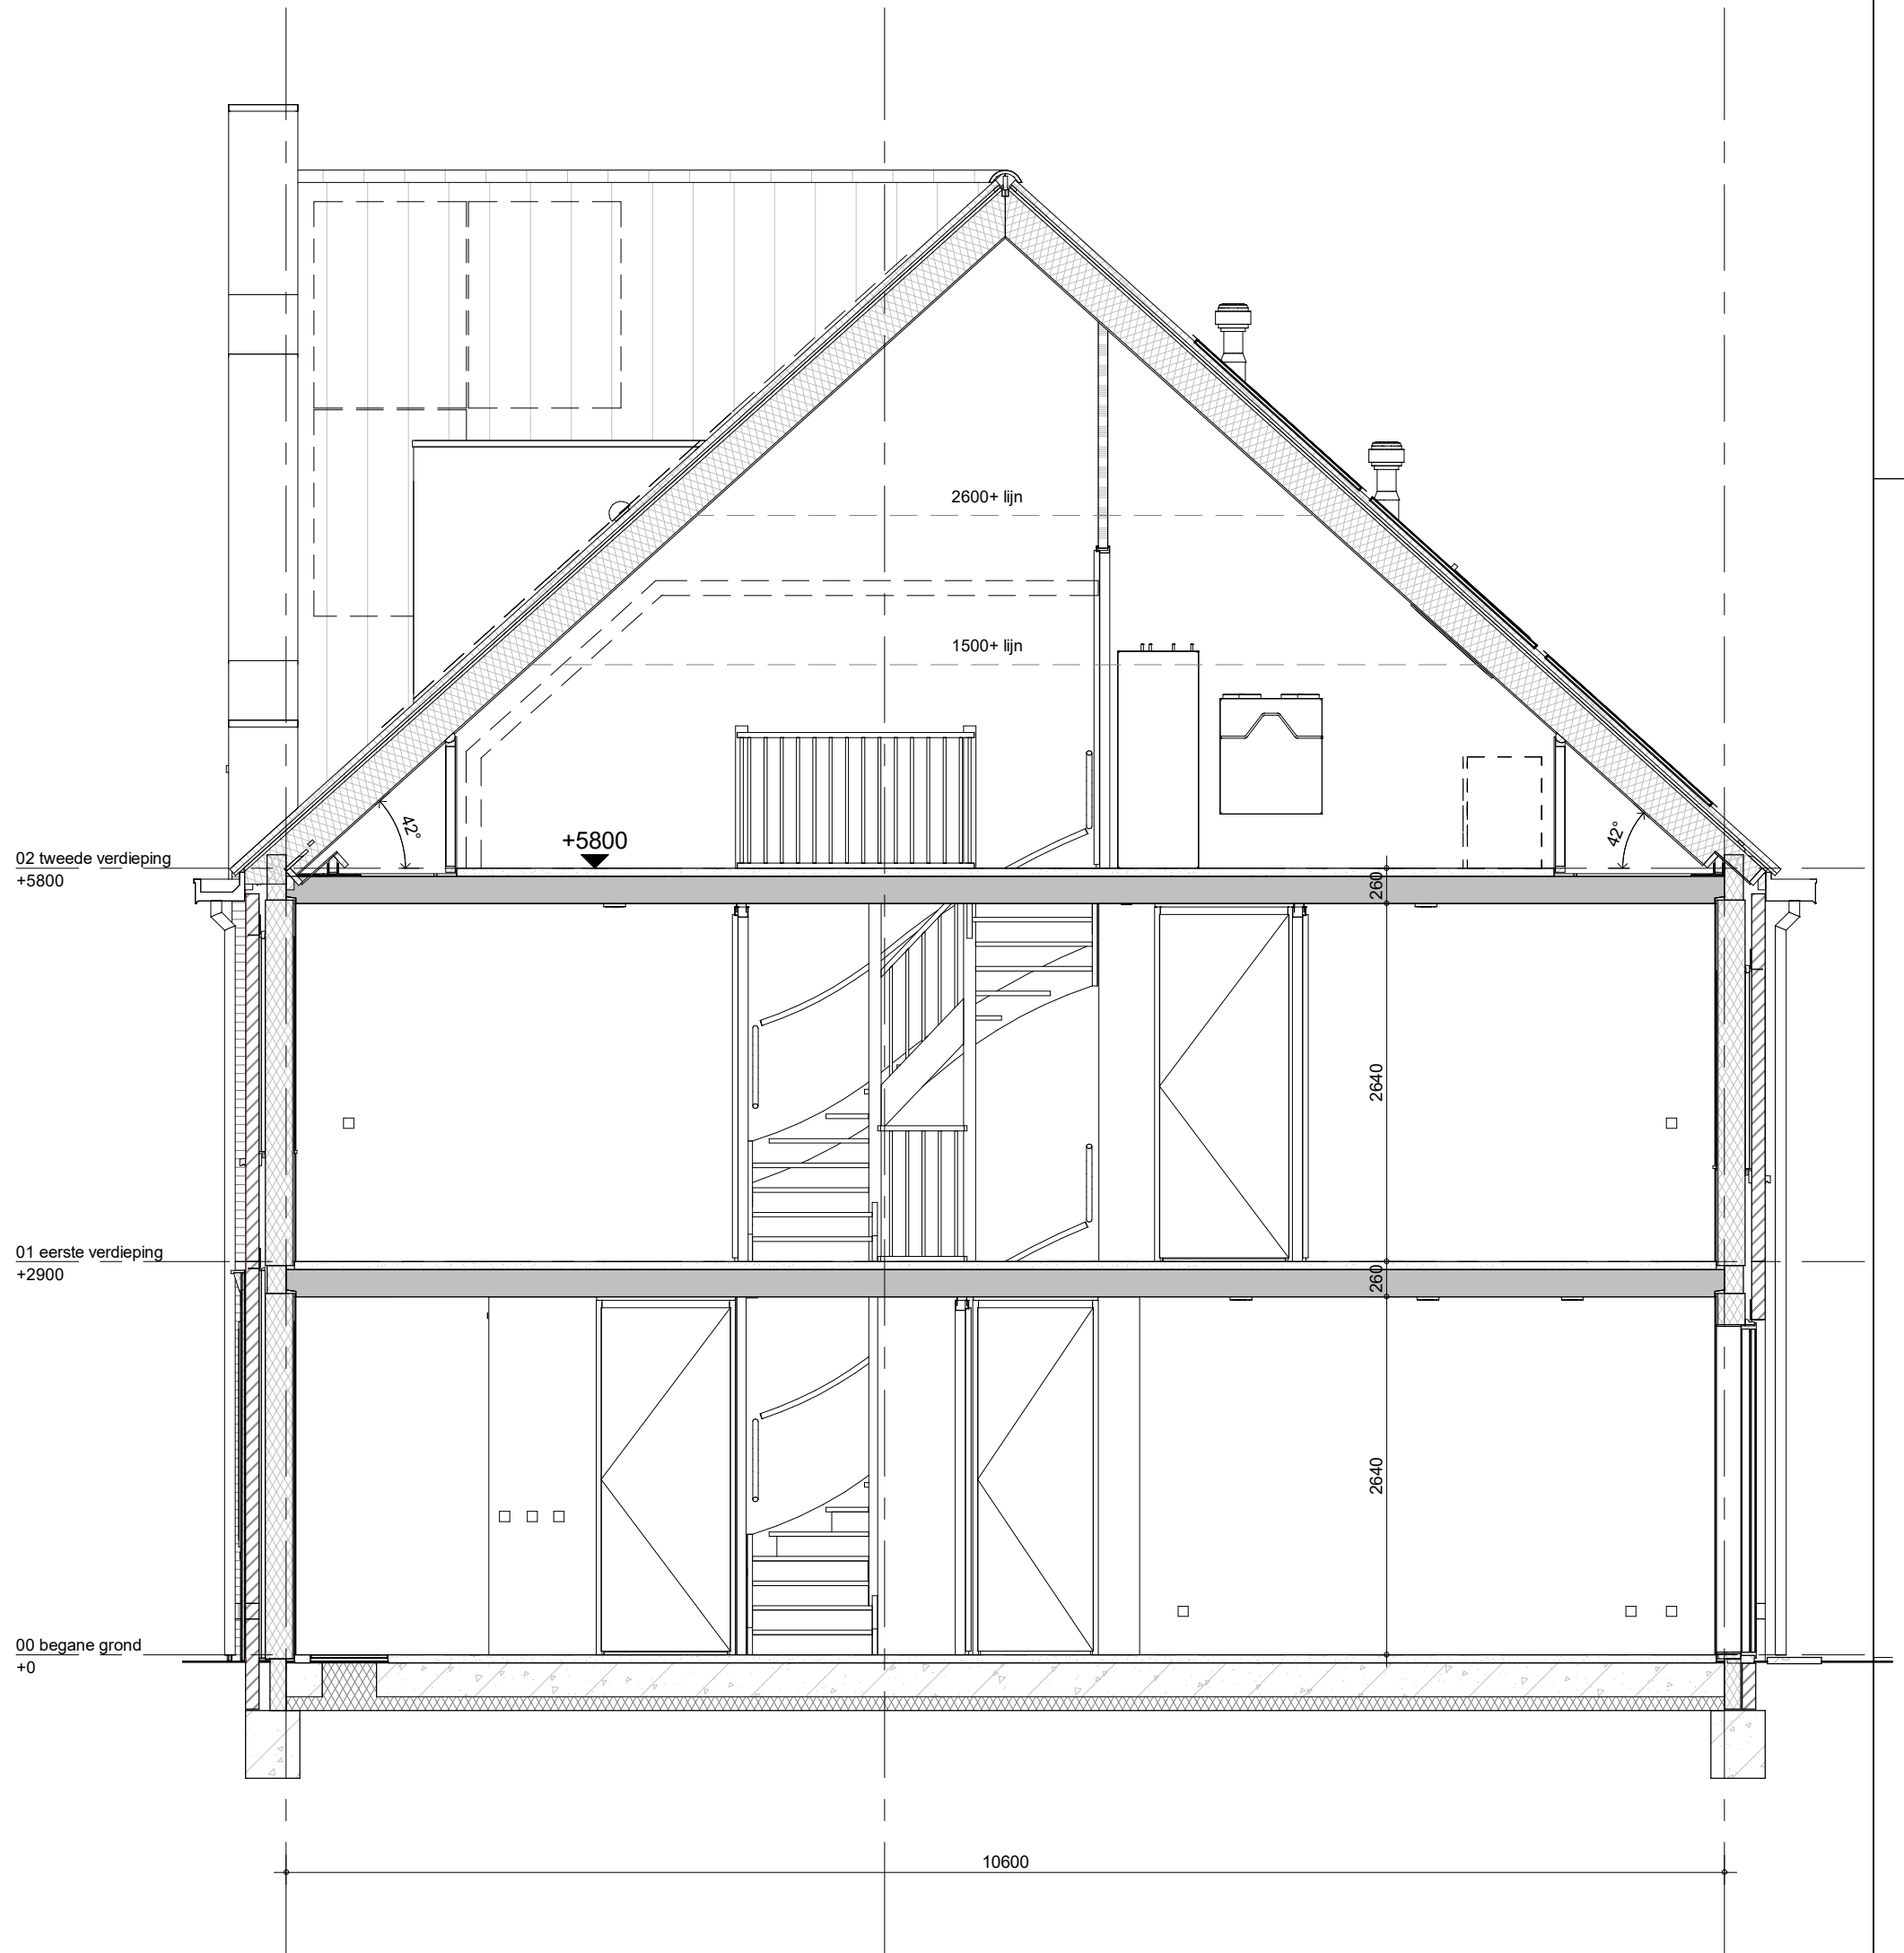 2600+ lijn
1500+ lijn
42°
42°
+5800
02 tweede verdieping
+5800
260
2640
01 eerste verdieping
+2900
260
2640
00 begane grond
+0
10600